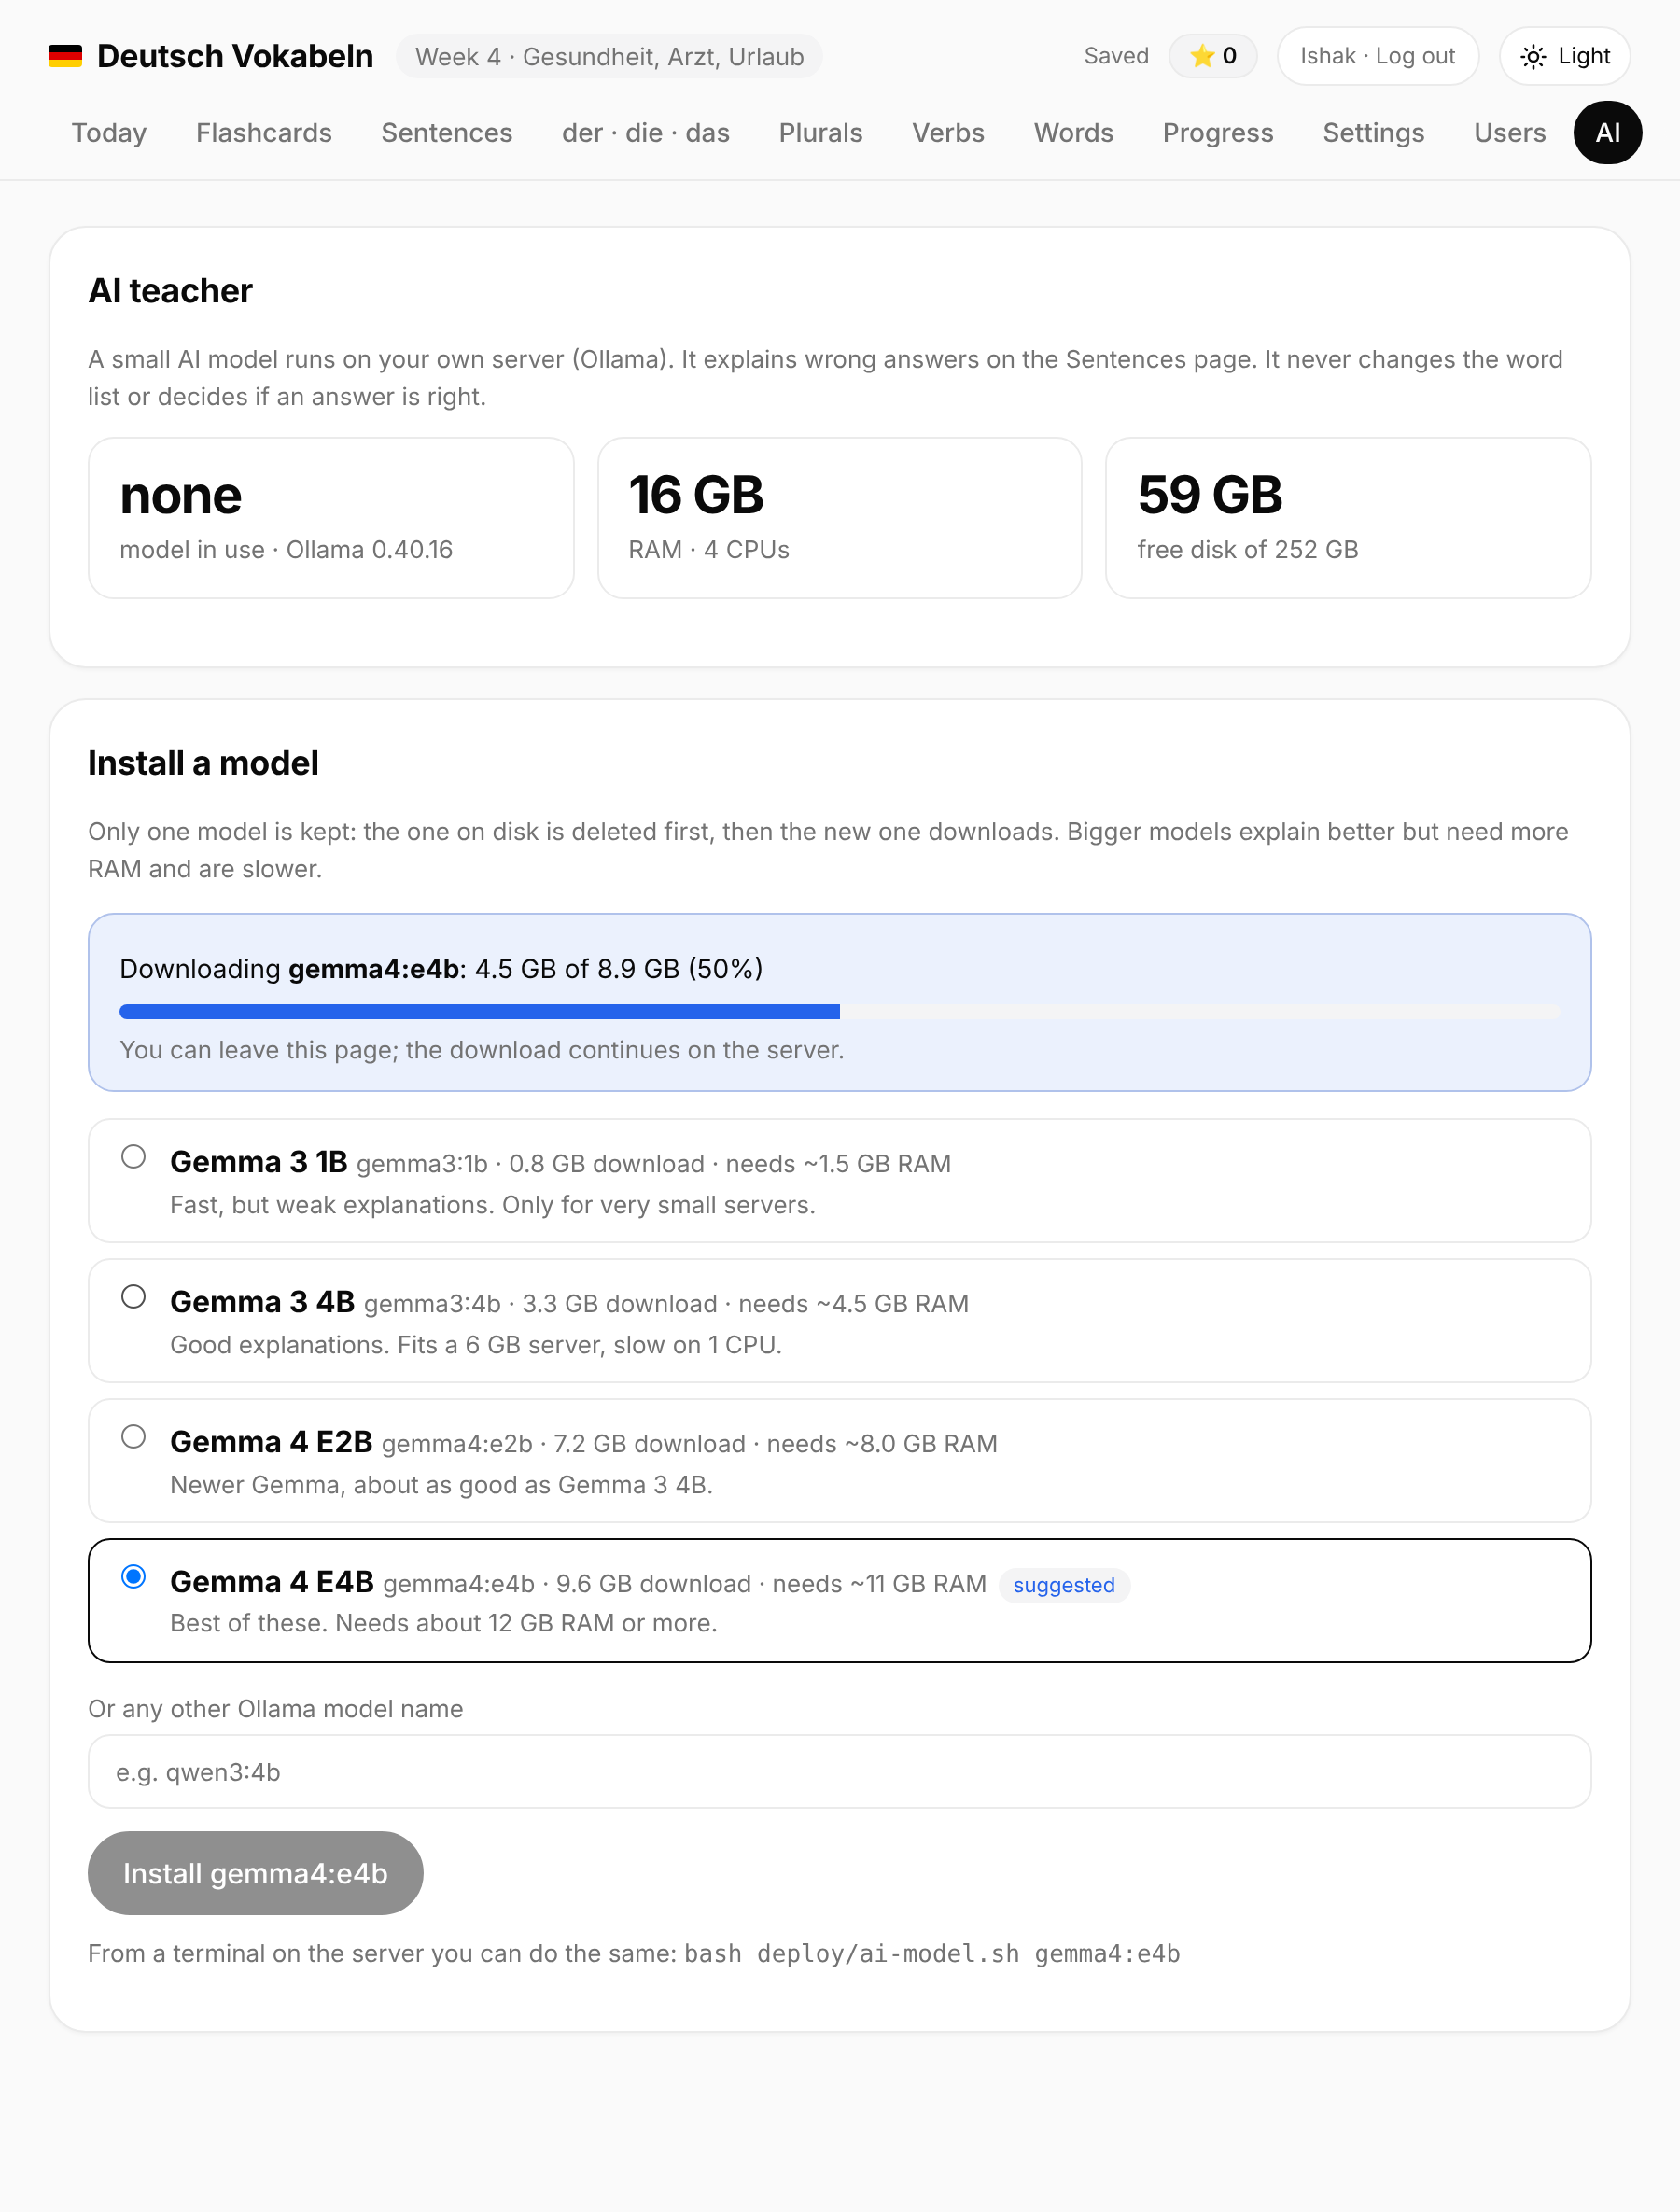 Deutsch Vokabeln
Week 4 · Gesundheit, Arzt, Urlaub
Saved
⭐ 0
Ishak · Log out
Light
Today
Flashcards
Sentences
der · die · das
Plurals
Verbs
Words
Progress
Settings
Users
AI
AI teacher
A small AI model runs on your own server (Ollama). It explains wrong answers on the Sentences page. It never changes the word
list or decides if an answer is right.
none
model in use · Ollama 0.40.16
16 GB
RAM · 4 CPUs
59 GB
free disk of 252 GB
Install a model
Only one model is kept: the one on disk is deleted first, then the new one downloads. Bigger models explain better but need more
RAM and are slower.
Downloading gemma4:e4b: 4.5 GB of 8.9 GB (50%)
You can leave this page; the download continues on the server.
Gemma 3 1B gemma3:1b · 0.8 GB download · needs ~1.5 GB RAM
Fast, but weak explanations. Only for very small servers.
Gemma 3 4B gemma3:4b · 3.3 GB download · needs ~4.5 GB RAM
Good explanations. Fits a 6 GB server, slow on 1 CPU.
Gemma 4 E2B gemma4:e2b · 7.2 GB download · needs ~8.0 GB RAM
Newer Gemma, about as good as Gemma 3 4B.
Gemma 4 E4B gemma4:e4b · 9.6 GB download · needs ~11 GB RAM suggested
Best of these. Needs about 12 GB RAM or more.
Or any other Ollama model name
e.g. qwen3:4b
Install gemma4:e4b
From a terminal on the server you can do the same: bash deploy/ai-model.sh gemma4:e4b